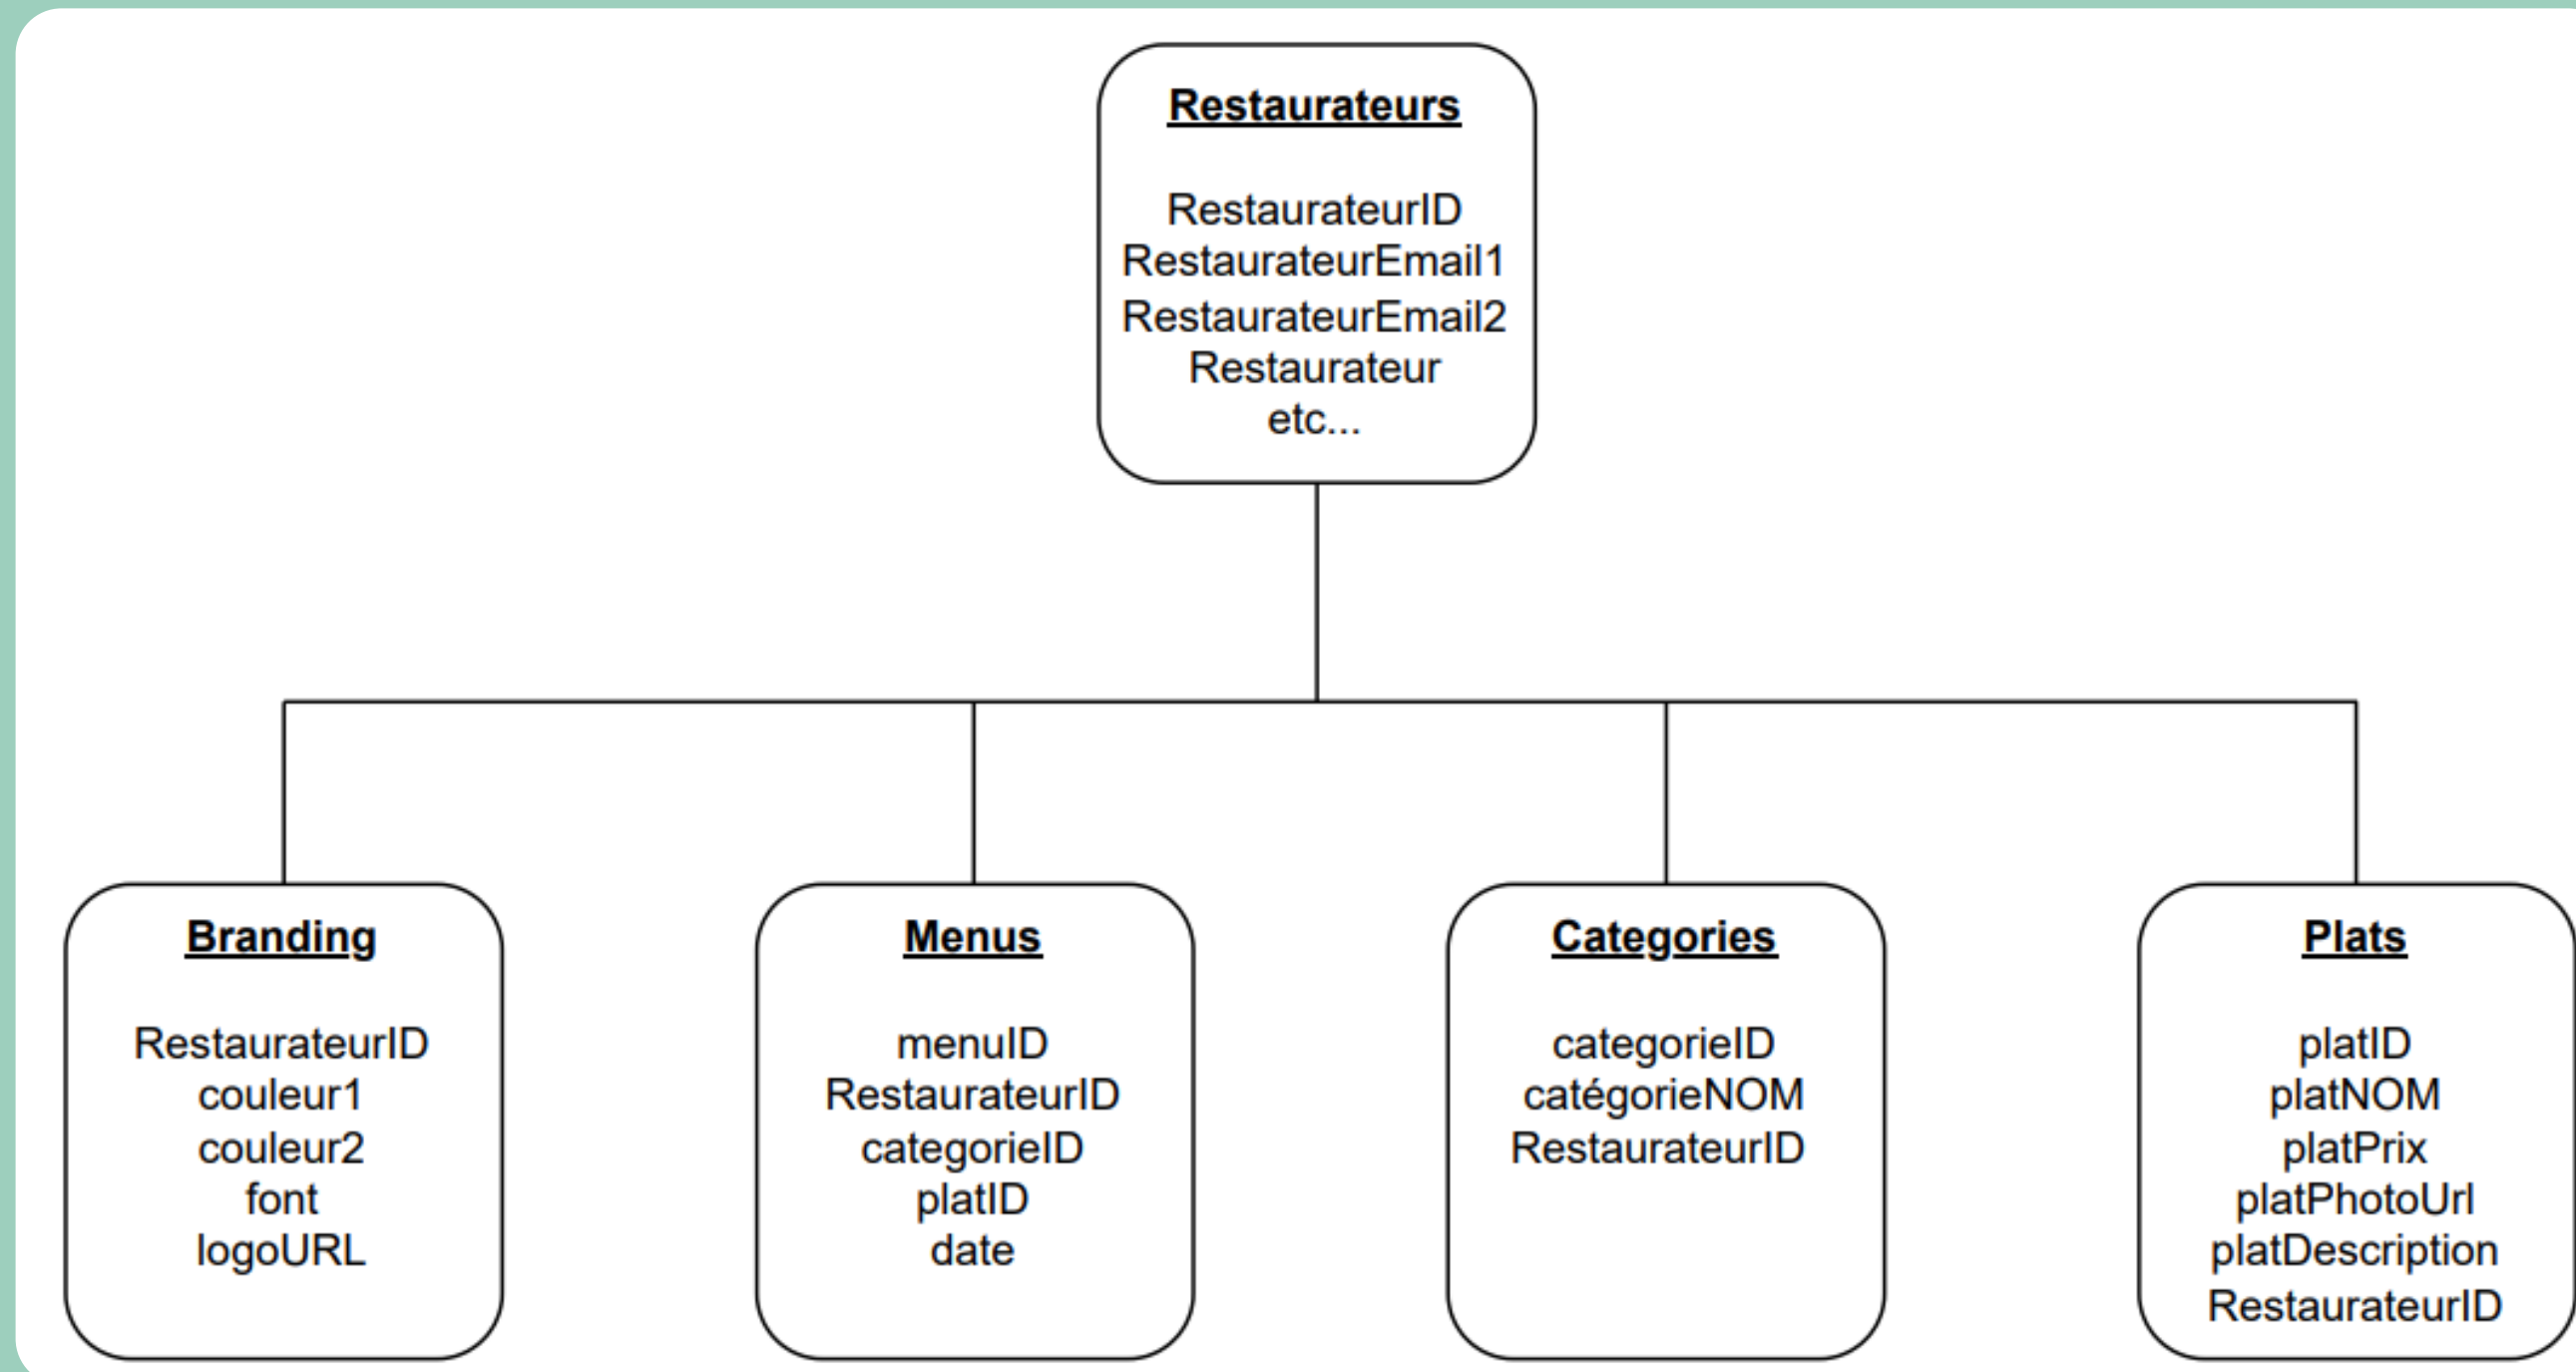 Restaurateurs
RestaurateurID
RestaurateurEmail1
RestaurateurEmail2
Restaurateur
etc...
Branding
RestaurateurID
couleur1
couleur2
font
logoURL
Menus
menuID
RestaurateurID
categorieID
platID
date
Categories
categorieID
catégorieNOM
RestaurateurID
Plats
platID
platNOM
platPrix
platPhotoUrl
platDescription
RestaurateurID